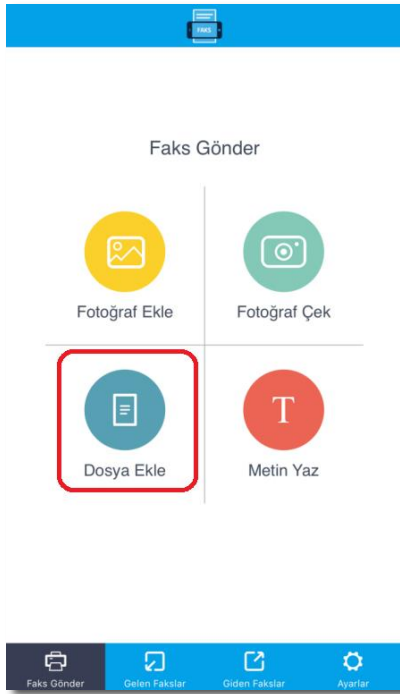 FAKS
Faks Gönder
Fotoğraf Ekle
Fotoğraf Çek
T
Dosya Ekle
Metin Yaz
Faks Gönder
Gelen Fakslar
Giden Fakslar
Ayarlar